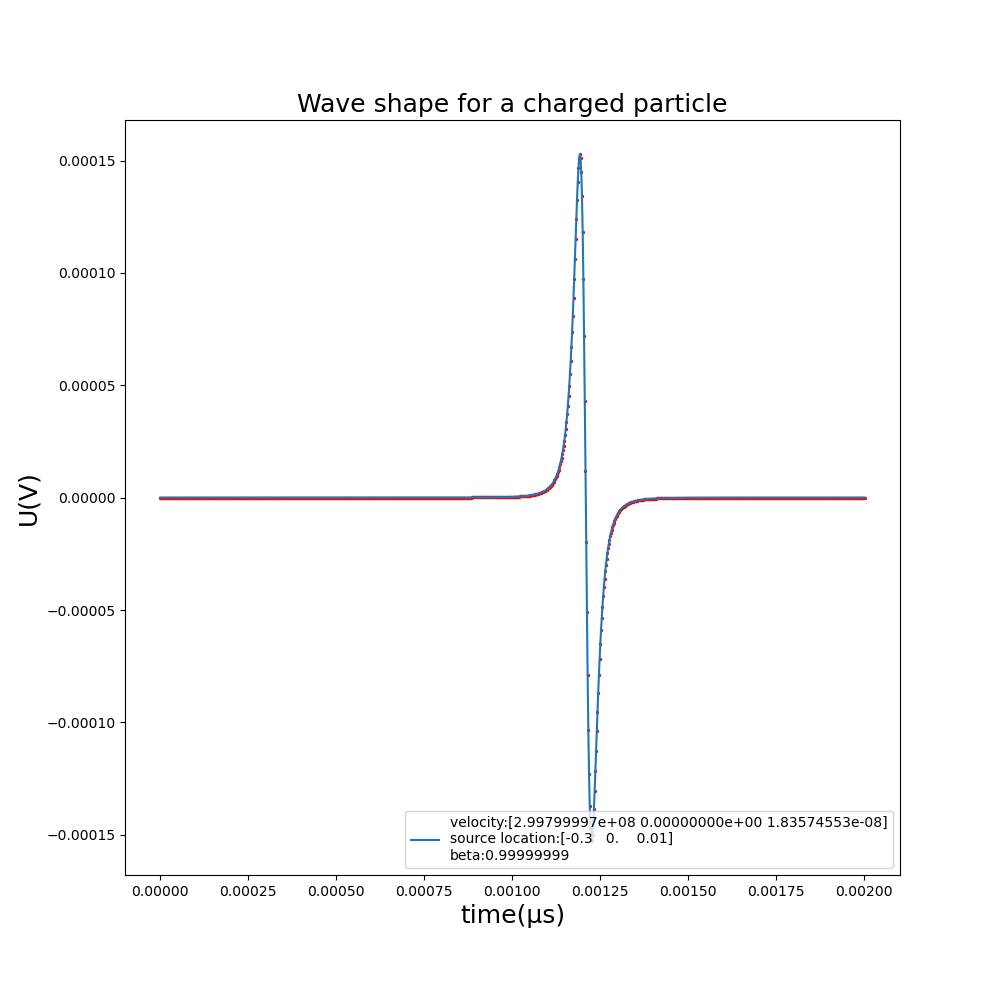 Wave shape for a charged particle
U(V)
0.00015
0.00010
0.00005
0.00000
−0.00005
−0.00010
−0.00015
velocity:[2.99799997e+08 0.00000000e+00 1.83574553e-08]
source location:[-0.3 0. 0.01]
beta:0.99999999
0.00000 0.00025 0.00050 0.00075 0.00100 0.00125 0.00150 0.00175 0.00200
time(μs)